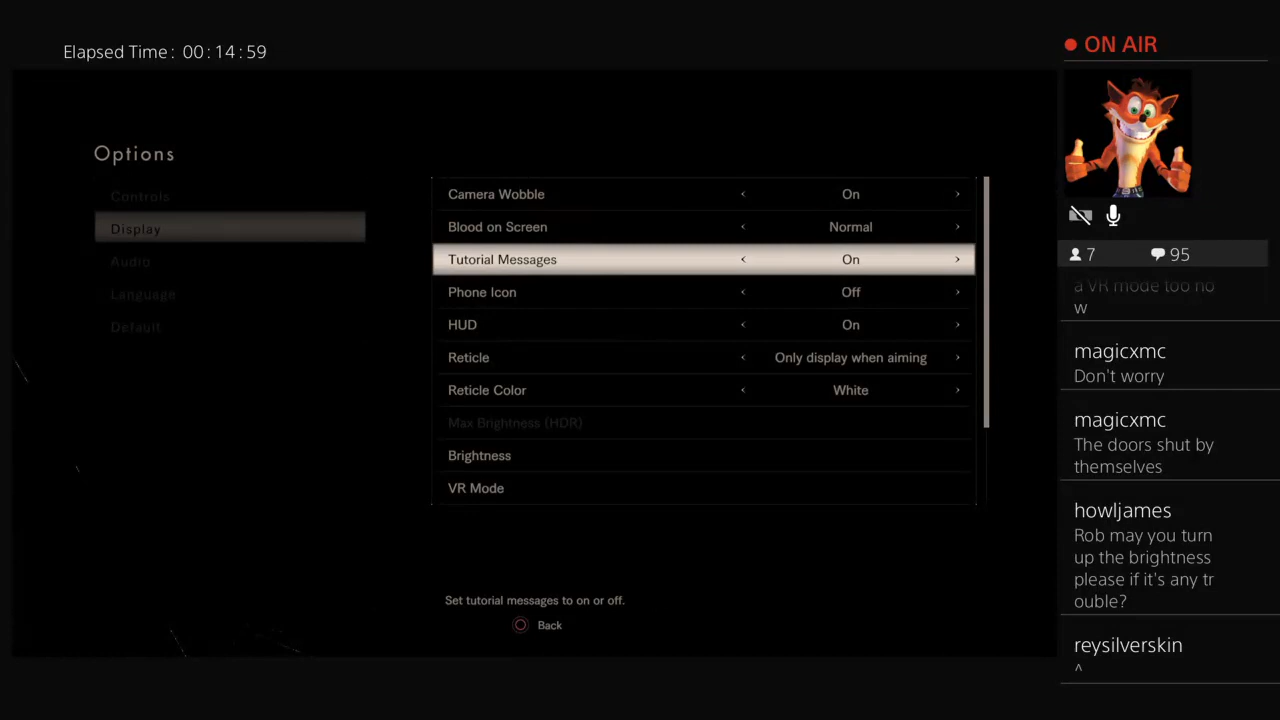 Elapsed Time: 00:14:59
ON AIR
Options
Controls
Display
Audio
Language
Default
Camera Wobble < On >
Blood on Screen < Normal >
Tutorial Messages < On >
Phone Icon < Off >
HUD < On >
Reticle < Only display when aiming >
Reticle Color < White >
Max Brightness (HDR)
Brightness
VR Mode
Set tutorial messages to on or off.
Back
7 95
a VR mode too no
w
magicxmc
Don't worry
magicxmc
The doors shut by
themselves
howljames
Rob may you turn
up the brightness
please if it's any tr
ouble?
reysilverskin
^